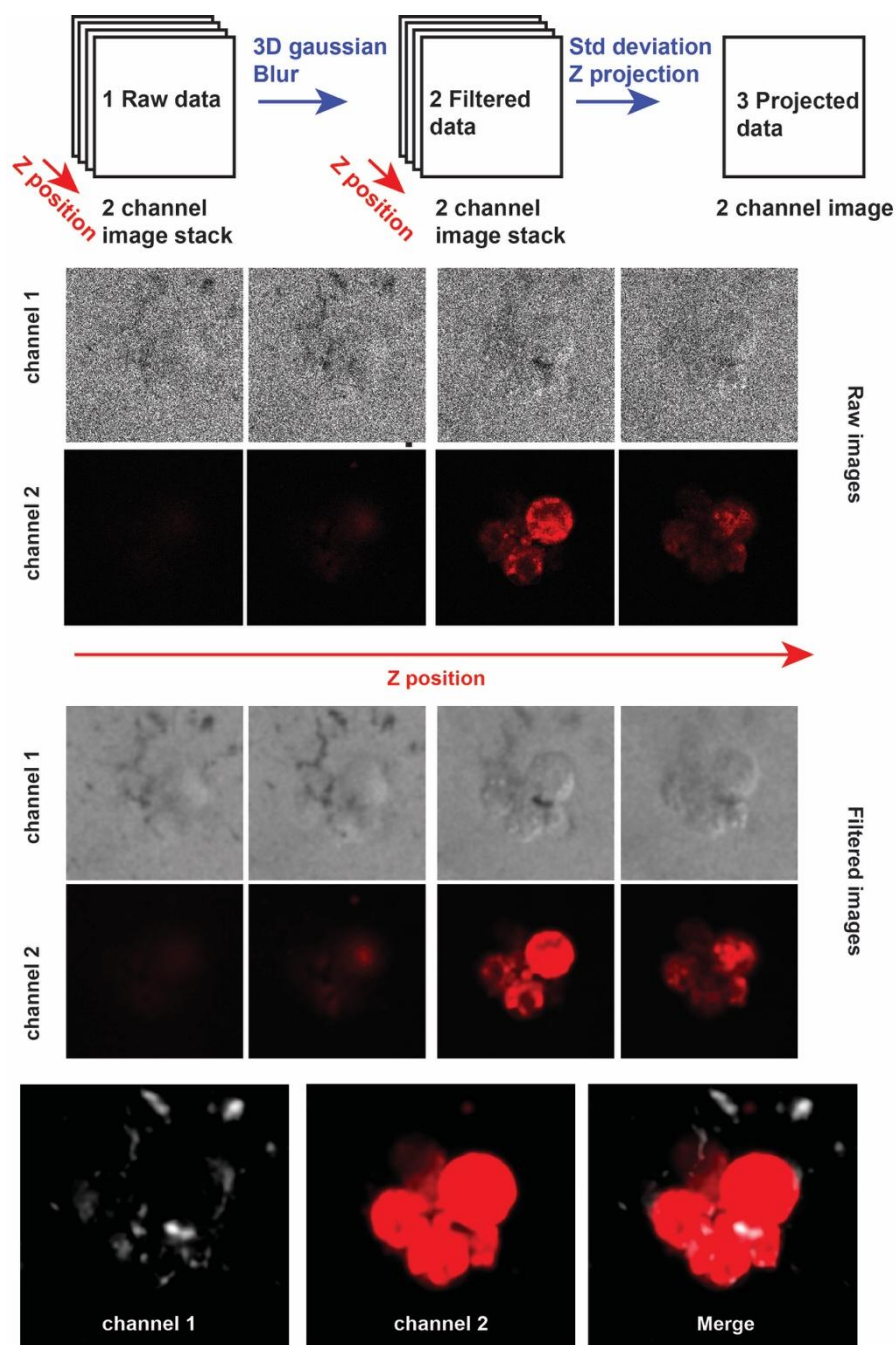 3D gaussian
Blur
Std deviation
Z projection
1 Raw data
2 Filtered
data
3 Projected
data
Z position
Z position
2 channel
image stack
2 channel
image stack
2 channel image
channel 1
channel 2
Raw images
Z position
channel 1
channel 2
Filtered images
channel 1
channel 2
Merge